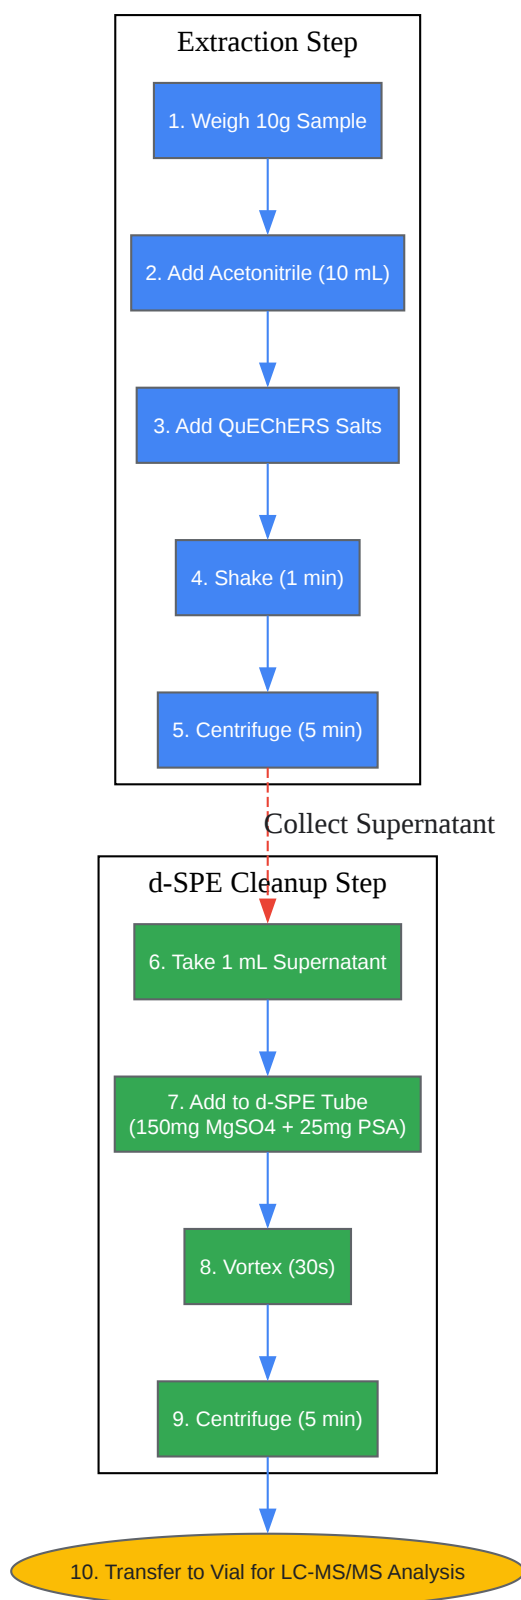 Extraction Step
1. Weigh 10g Sample
2. Add Acetonitrile (10 mL)
3. Add QuEChERS Salts
4. Shake (1 min)
5. Centrifuge (5 min)
Collect Supernatant
d-SPE Cleanup Step
6. Take 1 mL Supernatant
7. Add to d-SPE Tube
(150mg MgSO4 + 25mg PSA)
8. Vortex (30s)
9. Centrifuge (5 min)
10. Transfer to Vial for LC-MS/MS Analysis